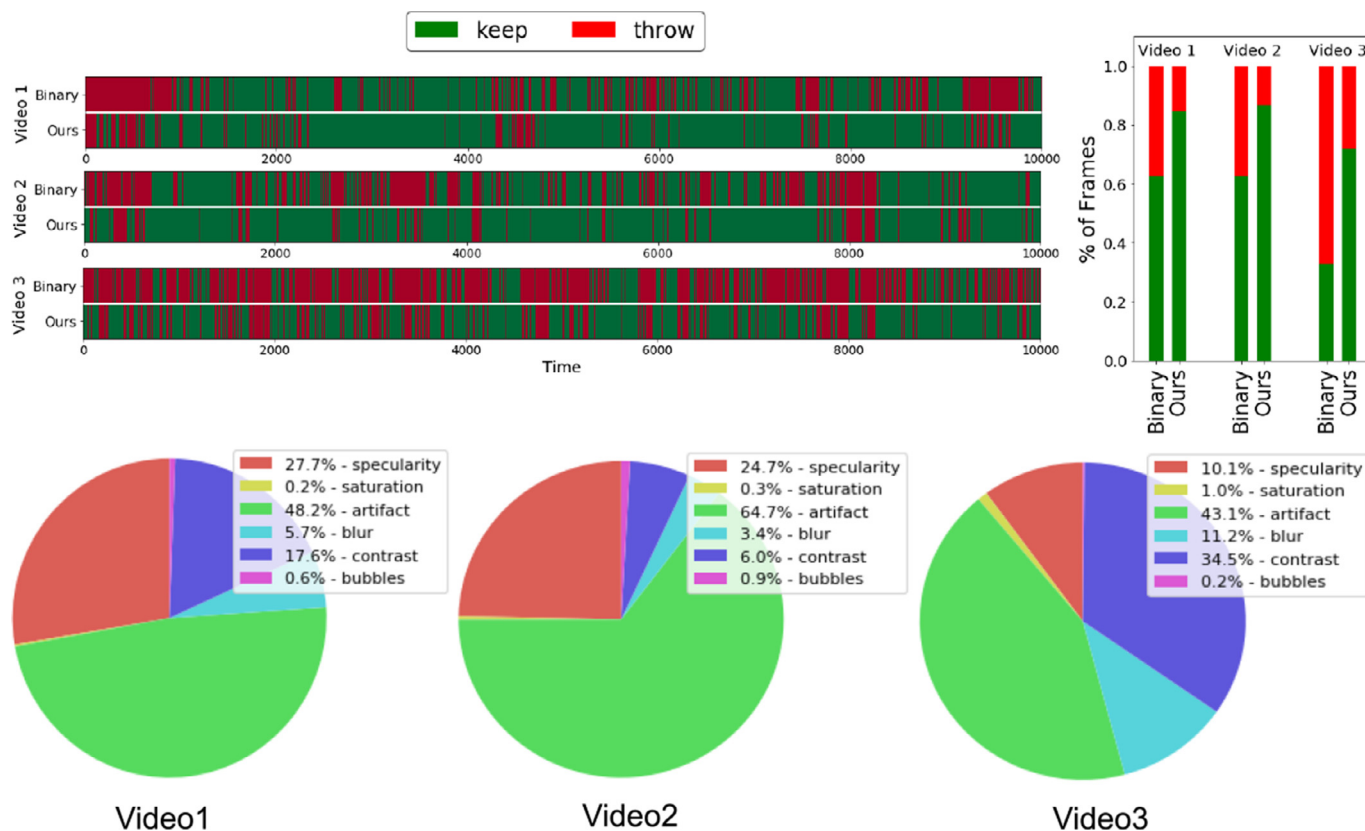 keep throw
Video 1
Binary
Ours
0 2000 4000 6000 8000 10000
Video 2
Binary
Ours
0 2000 4000 6000 8000 10000
Video 3
Binary
Ours
0 2000 4000 6000 8000 10000
Time
Video 1 Video 2 Video 3
% of Frames
1.0
0.8
0.6
0.4
0.2
0.0
Binary Ours Binary Ours Binary Ours
27.7% - specularity
0.2% - saturation
48.2% - artifact
5.7% - blur
17.6% - contrast
0.6% - bubbles
Video1
24.7% - specularity
0.3% - saturation
64.7% - artifact
3.4% - blur
6.0% - contrast
0.9% - bubbles
Video2
10.1% - specularity
1.0% - saturation
43.1% - artifact
11.2% - blur
34.5% - contrast
0.2% - bubbles
Video3